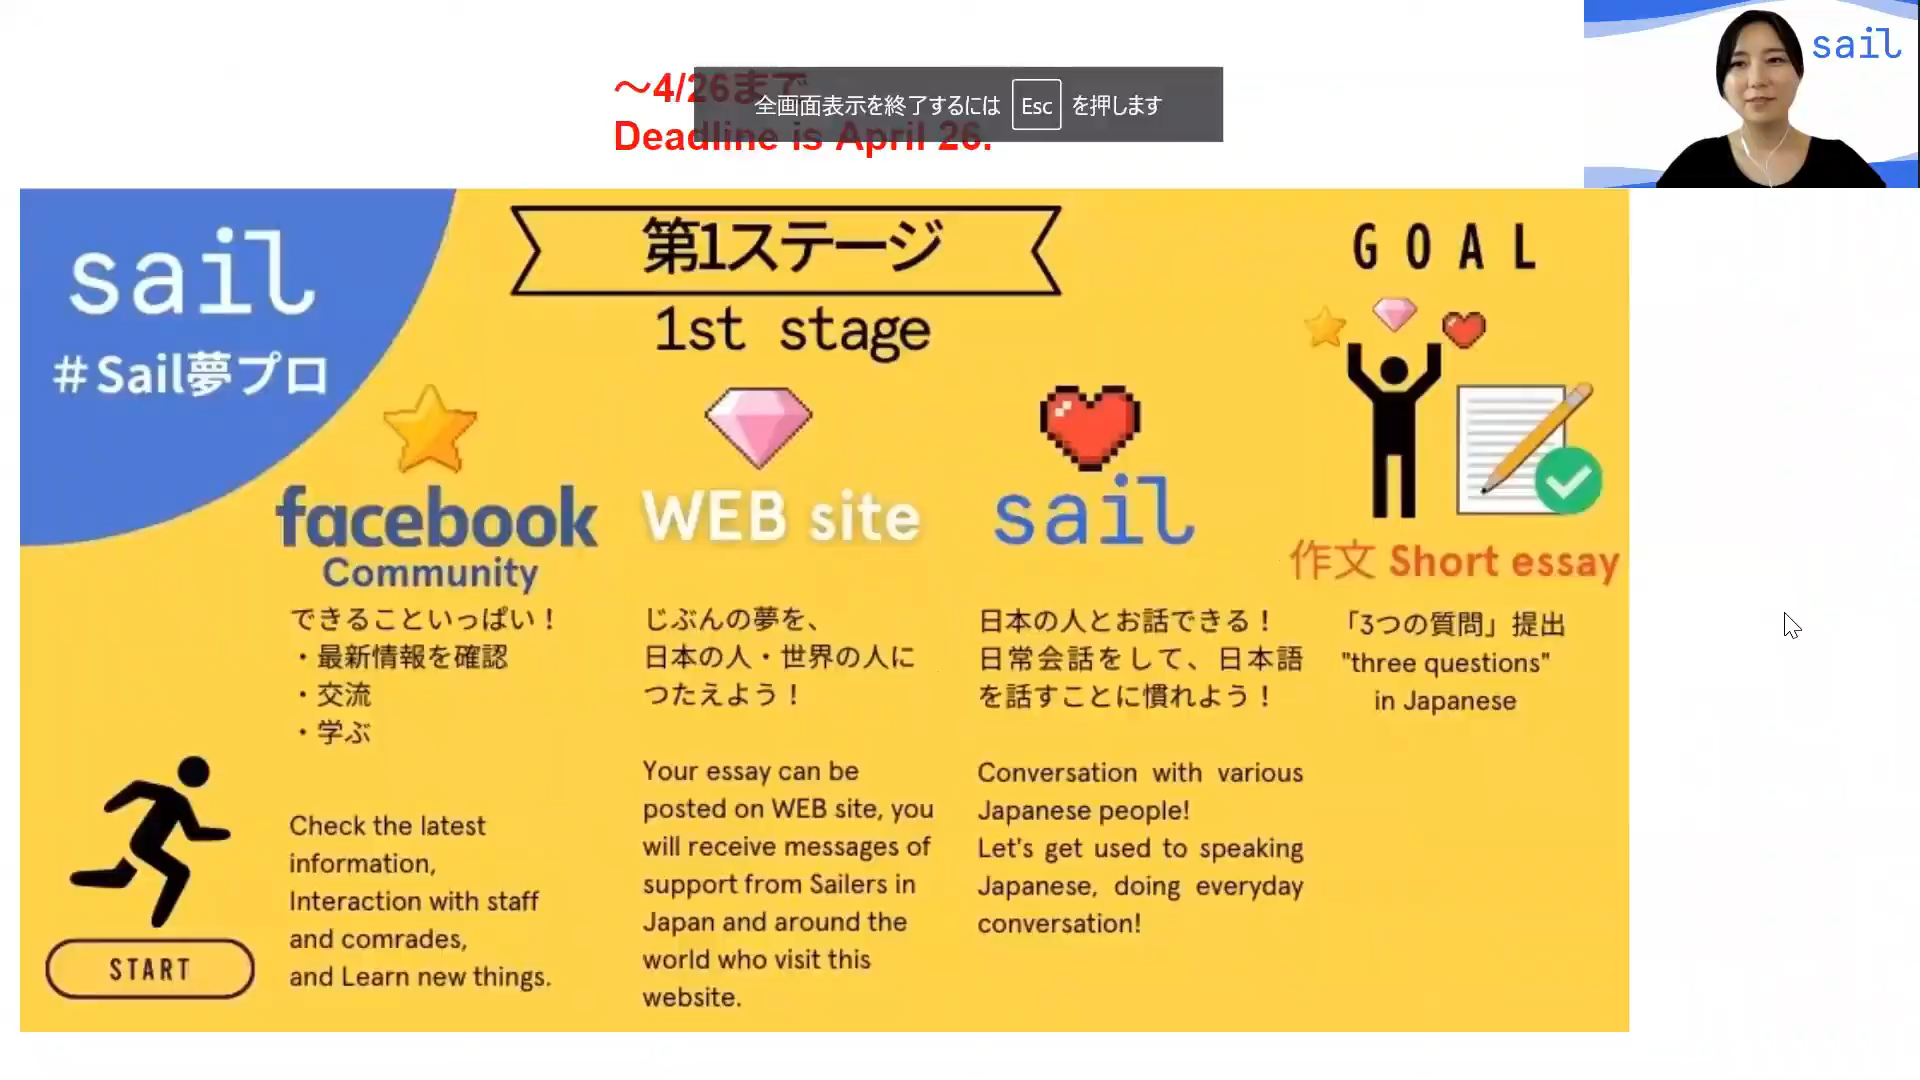 ~4/26まで
Deadline is April 26.
全画面表示を終了するには Esc を押します
sail
sail
#Sail夢プロ
第1ステージ
1st stage
GOAL
facebook
Community
できることいっぱい！
・最新情報を確認
・交流
・学ぶ
Check the latest
information,
Interaction with staff
and comrades,
and Learn new things.
START
WEB site
じぶんの夢を、
日本の人・世界の人に
つたえよう！
Your essay can be
posted on WEB site, you
will receive messages of
support from Sailers in
Japan and around the
world who visit this
website.
sail
日本の人とお話できる！
日常会話をして、日本語
を話すことに慣れよう！
Conversation with various
Japanese people!
Let's get used to speaking
Japanese, doing everyday
conversation!
作文 Short essay
「3つの質問」提出
"three questions"
in Japanese